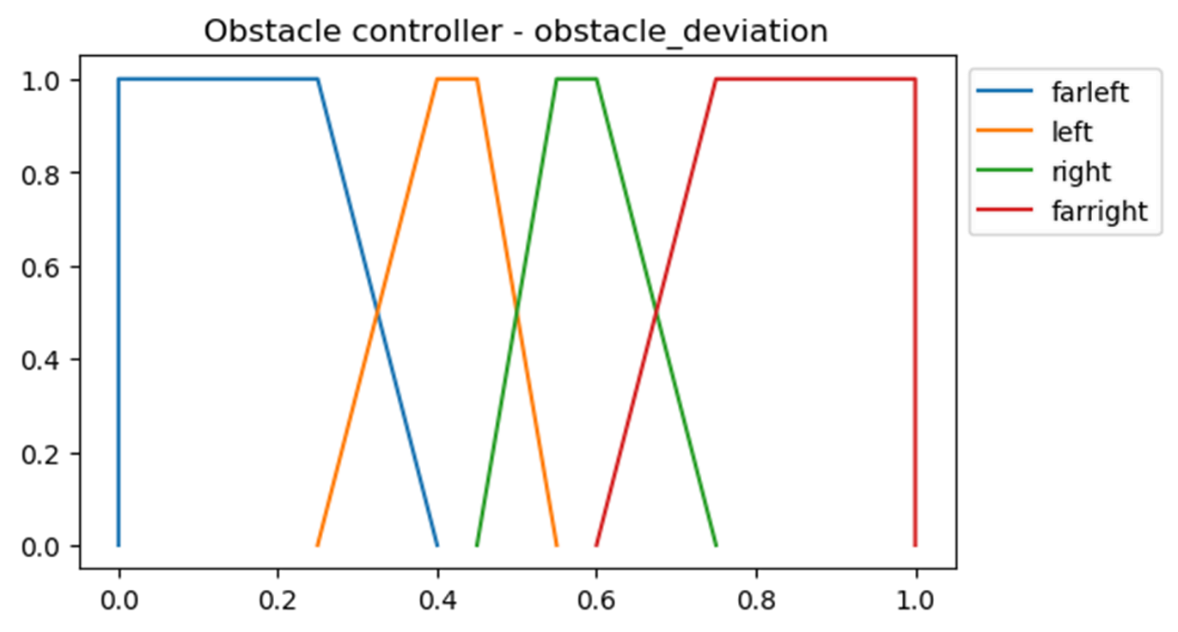 Obstacle controller - obstacle_deviation
1.0
0.8
0.6
0.4
0.2
0.0
0.0 0.2 0.4 0.6 0.8 1.0
farleft
left
right
farright